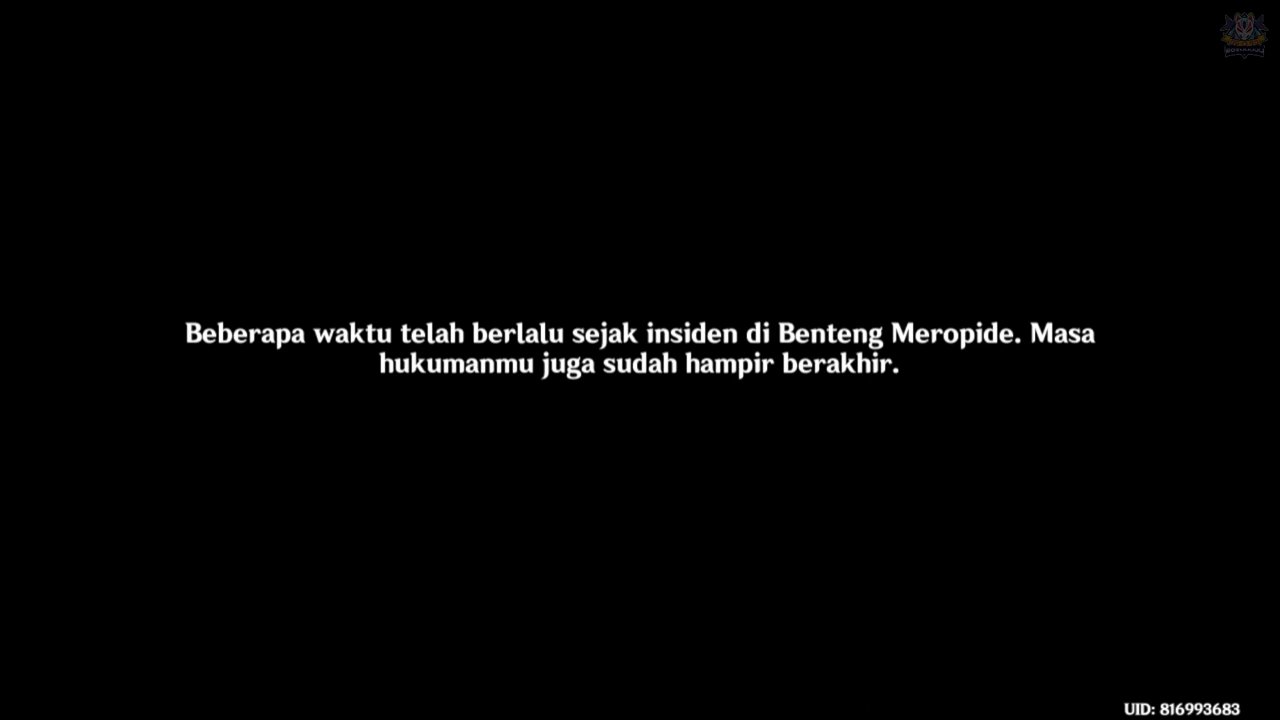 Beberapa waktu telah berlalu sejak insiden di Benteng Meropide. Masa
hukumanmu juga sudah hampir berakhir.
UID: 816993683